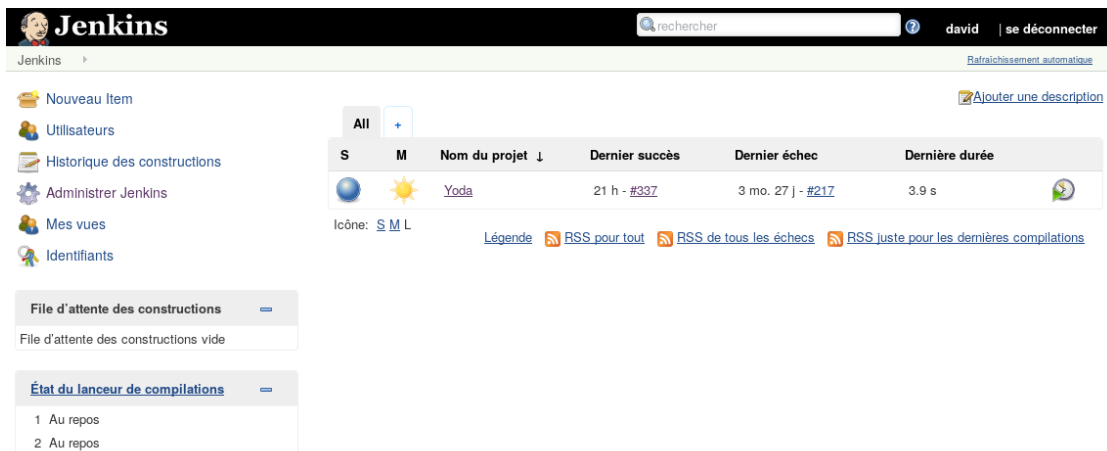 Jenkins
rechercher
david | se déconnecter
Jenkins
Rafraîchissement automatique
Nouveau Item
Utilisateurs
Historique des constructions
Administrer Jenkins
Mes vues
Identifiants
File d'attente des constructions
File d'attente des constructions vide
État du lanceur de compilations
1 Au repos
2 Au repos
Ajouter une description
All +
S M Nom du projet ↓ Dernier succès Dernier échec Dernière durée
Yoda 21 h - #337 3 mo. 27 j - #217 3.9 s
Icône: S M L
Légende RSS pour tout RSS de tous les échecs RSS juste pour les dernières compilations